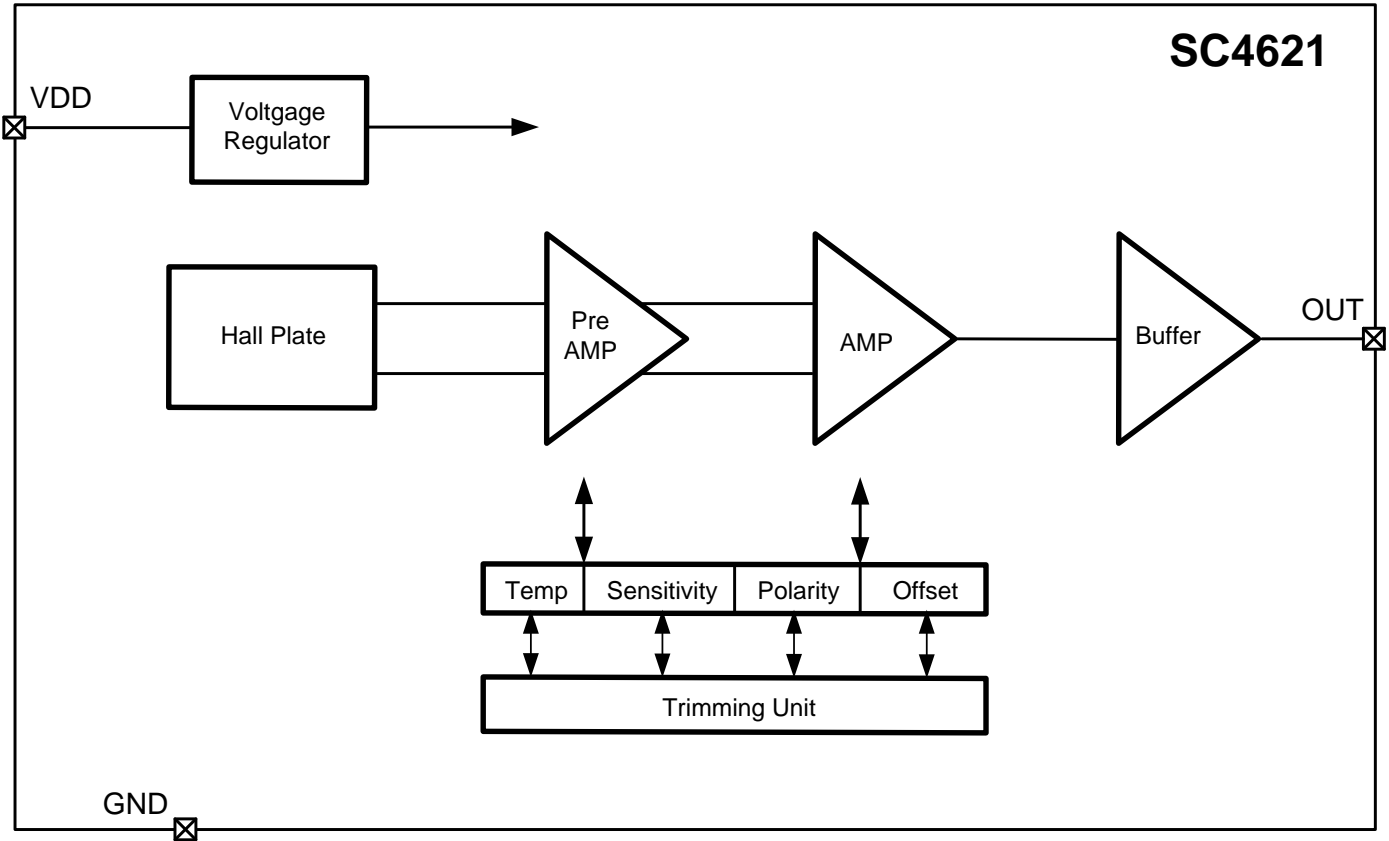 SC4621
VDD
Voltgage
Regulator
Hall Plate
Pre
AMP
AMP
Buffer
OUT
Temp
Sensitivity
Polarity
Offset
Trimming Unit
GND